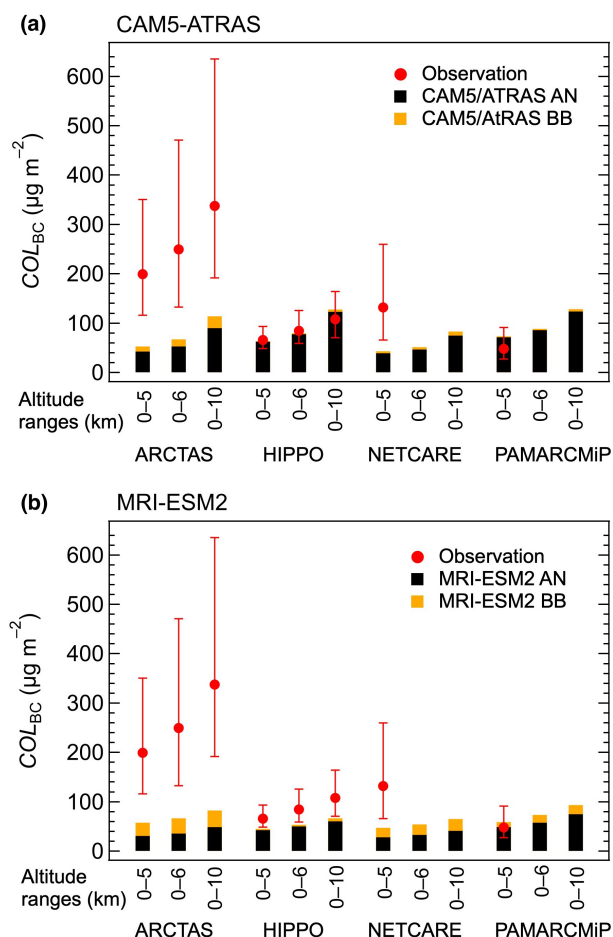 (a) CAM5-ATRAS
COL_BC (µg m⁻²)
600
500
400
300
200
100
0
Observation
CAM5/ATRAS AN
CAM5/AtRAS BB
Altitude ranges (km)
0–5 0–6 0–10 0–5 0–6 0–10 0–5 0–6 0–10 0–5 0–6 0–10
ARCTAS HIPPO NETCARE PAMARCMiP
(b) MRI-ESM2
COL_BC (µg m⁻²)
600
500
400
300
200
100
0
Observation
MRI-ESM2 AN
MRI-ESM2 BB
Altitude ranges (km)
0–5 0–6 0–10 0–5 0–6 0–10 0–5 0–6 0–10 0–5 0–6 0–10
ARCTAS HIPPO NETCARE PAMARCMiP